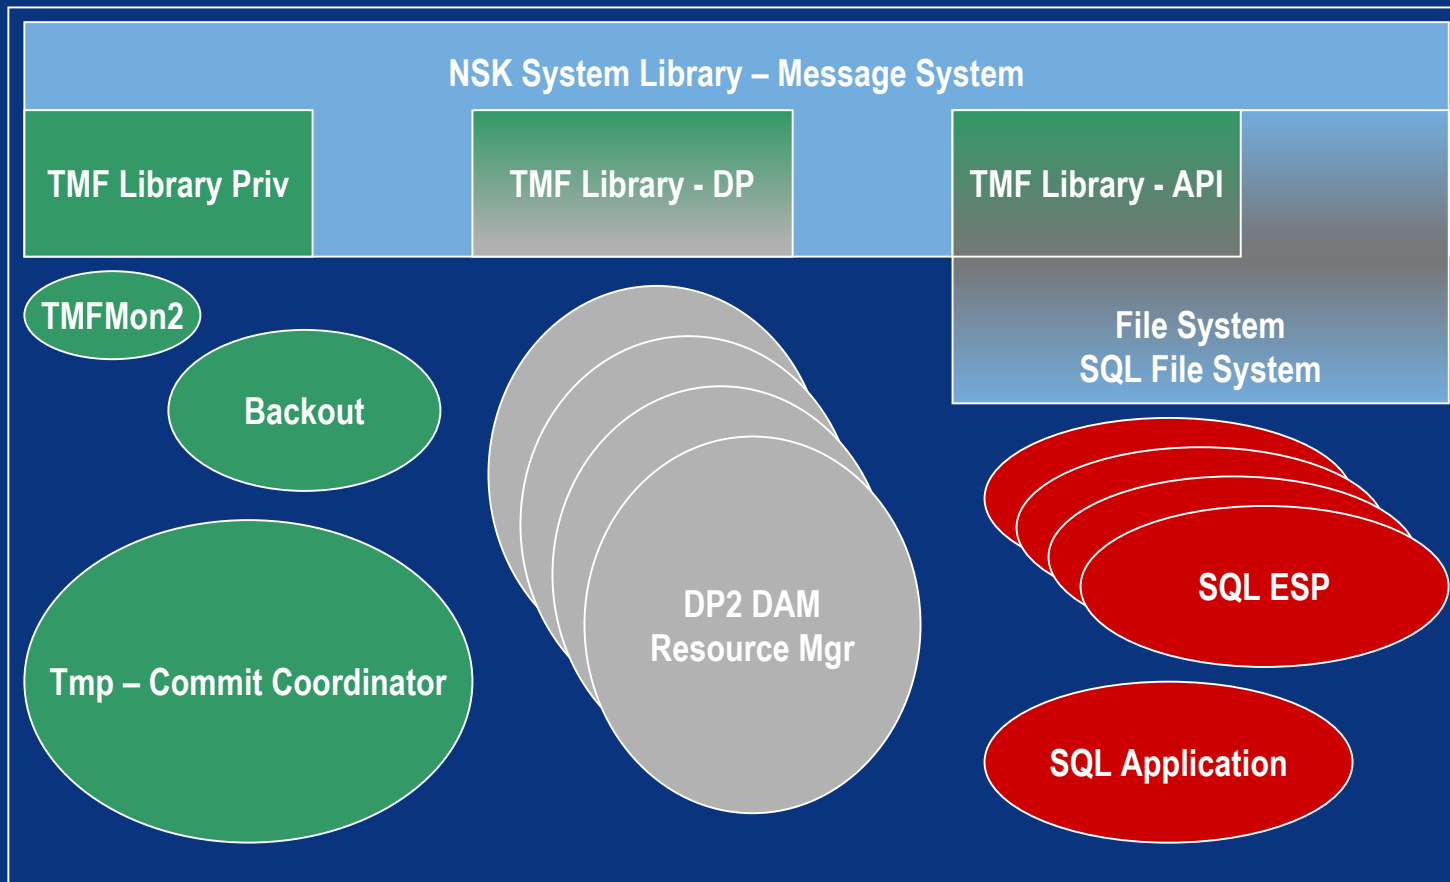 NSK System Library – Message System
TMF Library Priv
TMF Library - DP
TMF Library - API
TMFMon2
File System
SQL File System
Backout
SQL ESP
DP2 DAM
Resource Mgr
Tmp – Commit Coordinator
SQL Application